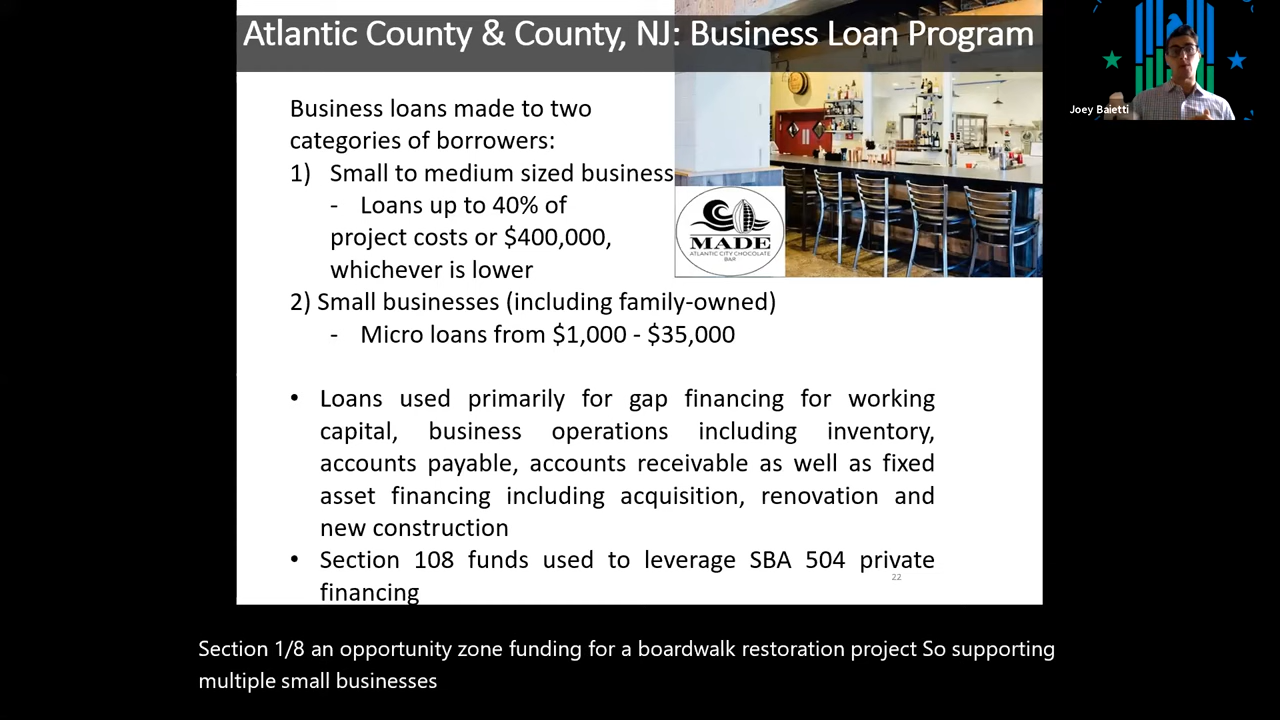 Atlantic County & County, NJ: Business Loan Program
Joey Baietti
Business loans made to two
categories of borrowers:
1) Small to medium sized business
- Loans up to 40% of
project costs or $400,000,
whichever is lower
MADE
ATLANTIC CITY CHOCOLATE
BAR
2) Small businesses (including family-owned)
- Micro loans from $1,000 - $35,000
• Loans used primarily for gap financing for working
capital, business operations including inventory,
accounts payable, accounts receivable as well as fixed
asset financing including acquisition, renovation and
new construction
• Section 108 funds used to leverage SBA 504 private
financing
22
Section 1/8 an opportunity zone funding for a boardwalk restoration project So supporting
multiple small businesses